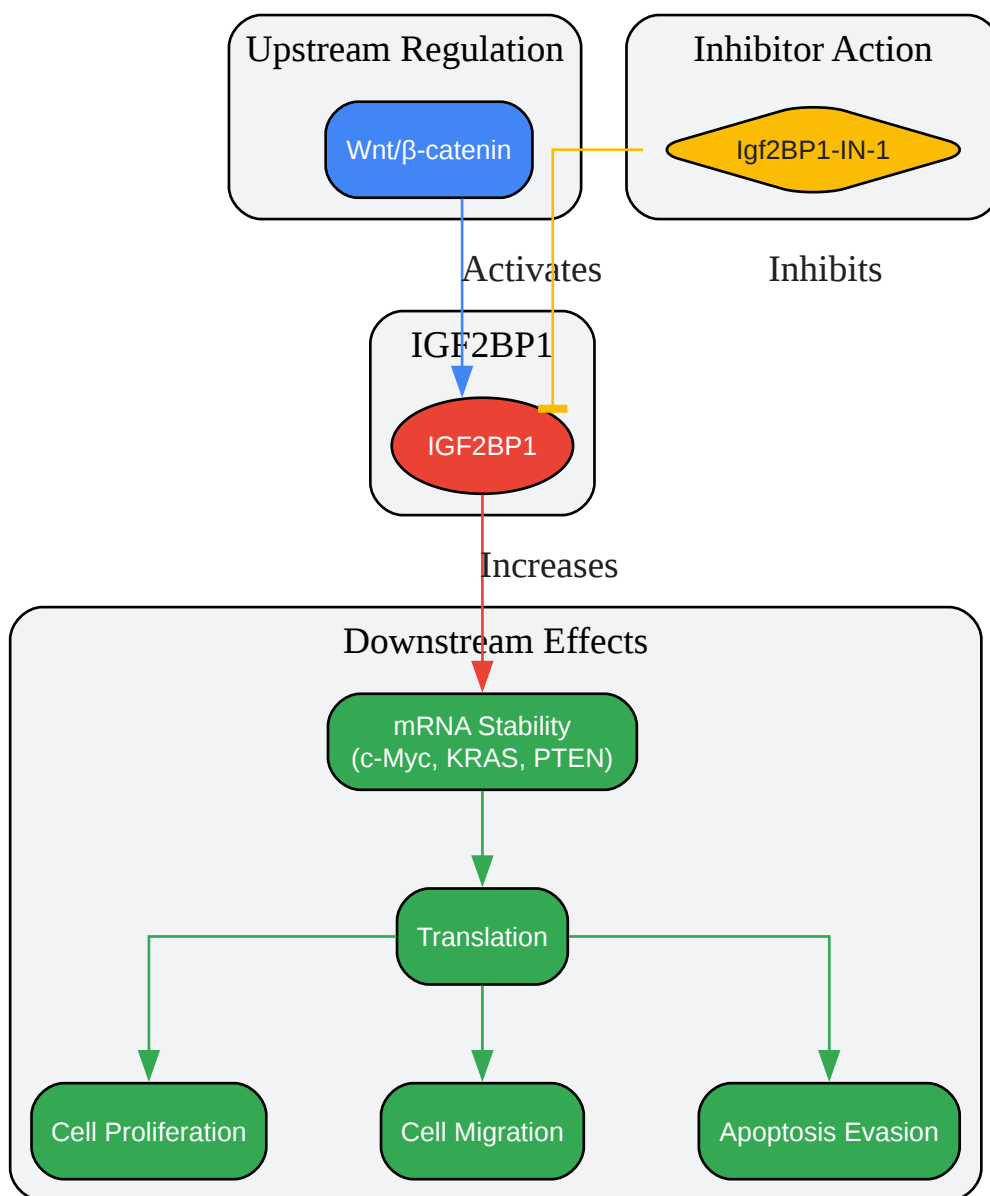 Upstream Regulation
Inhibitor Action
Wnt/β-catenin
Igf2BP1-IN-1
Activates
Inhibits
IGF2BP1
IGF2BP1
Increases
Downstream Effects
mRNA Stability
(c-Myc, KRAS, PTEN)
Translation
Cell Proliferation
Cell Migration
Apoptosis Evasion